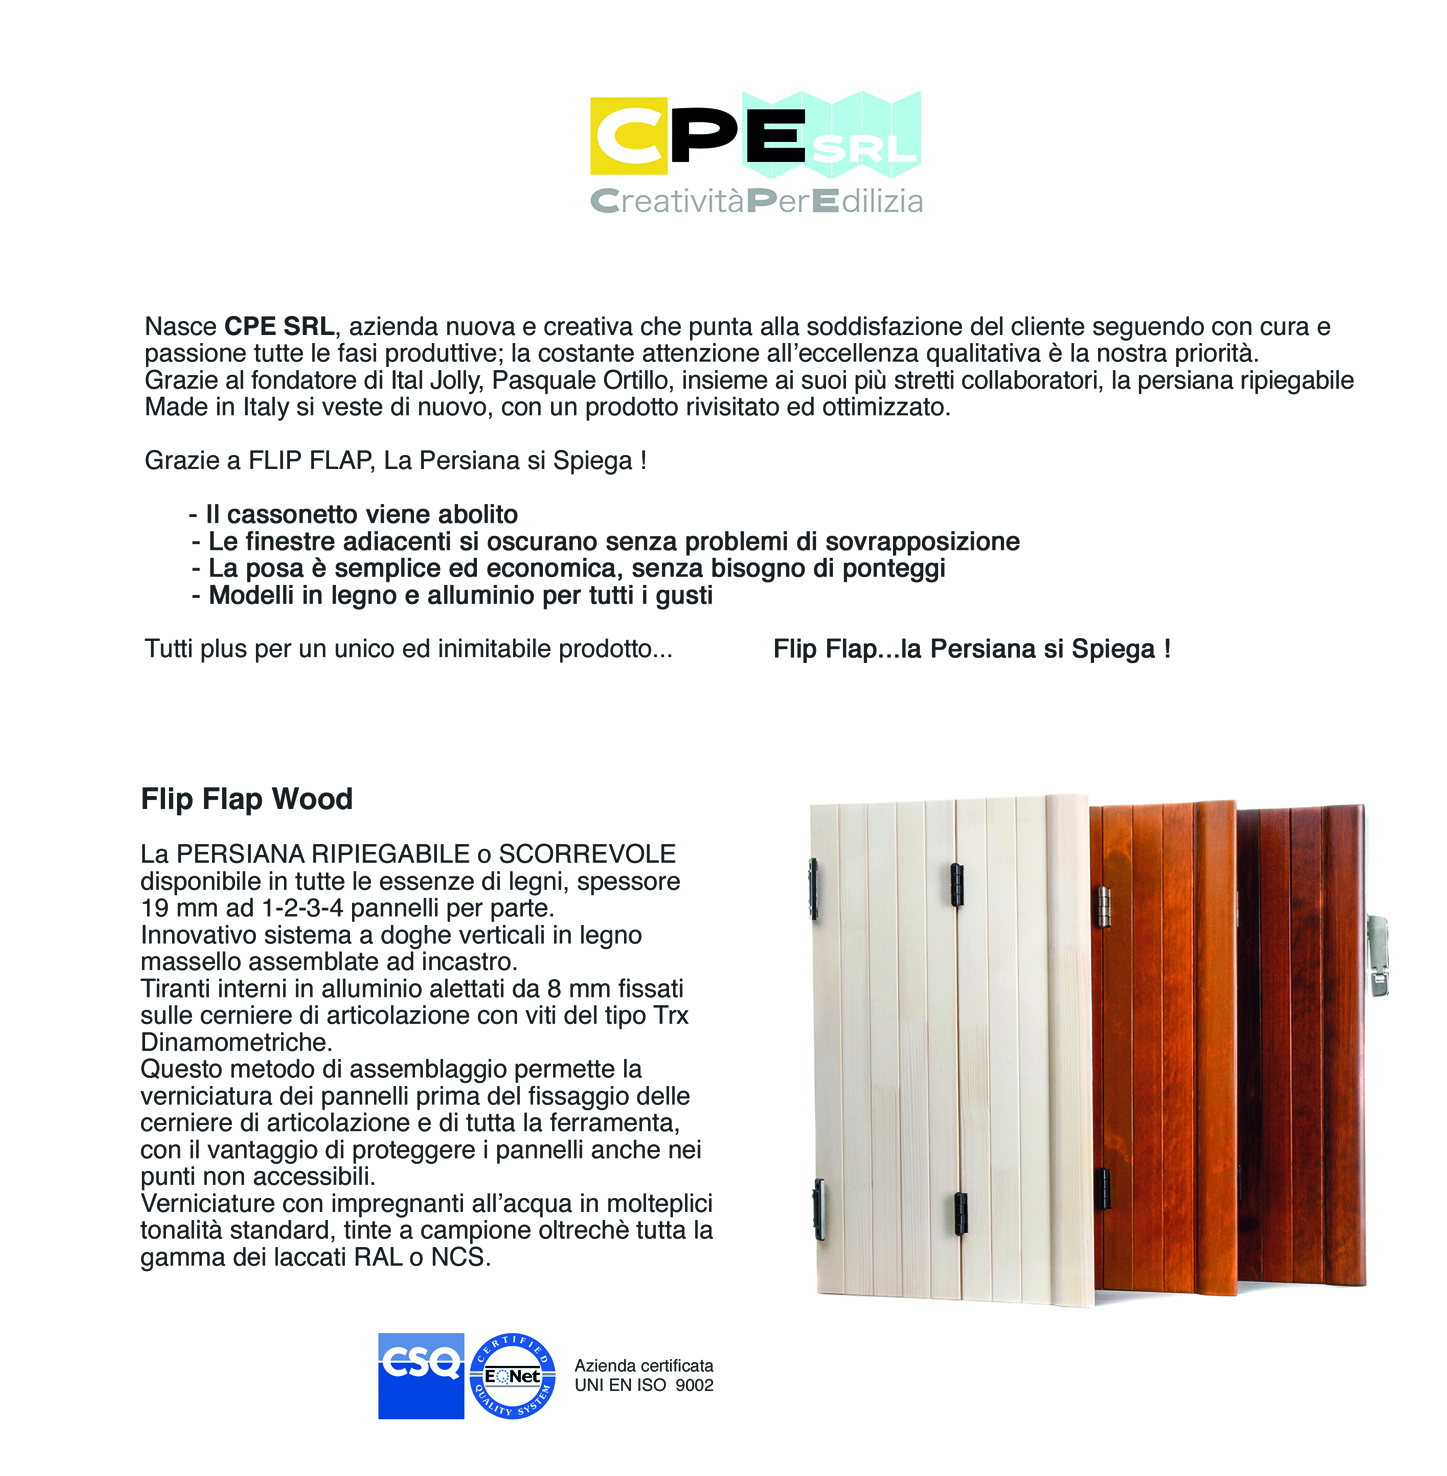 CPE SRL
CreativitàPerEdilizia
Nasce CPE SRL, azienda nuova e creativa che punta alla soddisfazione del cliente seguendo con cura e
passione tutte le fasi produttive; la costante attenzione all’eccellenza qualitativa è la nostra priorità.
Grazie al fondatore di Ital Jolly, Pasquale Ortillo, insieme ai suoi più stretti collaboratori, la persiana ripiegabile
Made in Italy si veste di nuovo, con un prodotto rivisitato ed ottimizzato.
Grazie a FLIP FLAP, La Persiana si Spiega !
- Il cassonetto viene abolito
- Le finestre adiacenti si oscurano senza problemi di sovrapposizione
- La posa è semplice ed economica, senza bisogno di ponteggi
- Modelli in legno e alluminio per tutti i gusti
Tutti plus per un unico ed inimitabile prodotto... Flip Flap...la Persiana si Spiega !
Flip Flap Wood
La PERSIANA RIPIEGABILE o SCORREVOLE
disponibile in tutte le essenze di legni, spessore
19 mm ad 1-2-3-4 pannelli per parte.
Innovativo sistema a doghe verticali in legno
massello assemblate ad incastro.
Tiranti interni in alluminio alettati da 8 mm fissati
sulle cerniere di articolazione con viti del tipo Trx
Dinamometriche.
Questo metodo di assemblaggio permette la
verniciatura dei pannelli prima del fissaggio delle
cerniere di articolazione e di tutta la ferramenta,
con il vantaggio di proteggere i pannelli anche nei
punti non accessibili.
Verniciature con impregnanti all’acqua in molteplici
tonalità standard, tinte a campione oltrechè tutta la
gamma dei laccati RAL o NCS.
CSQ
CERTIFIED
EQNet
QUALITY SYSTEM
Azienda certificata
UNI EN ISO 9002